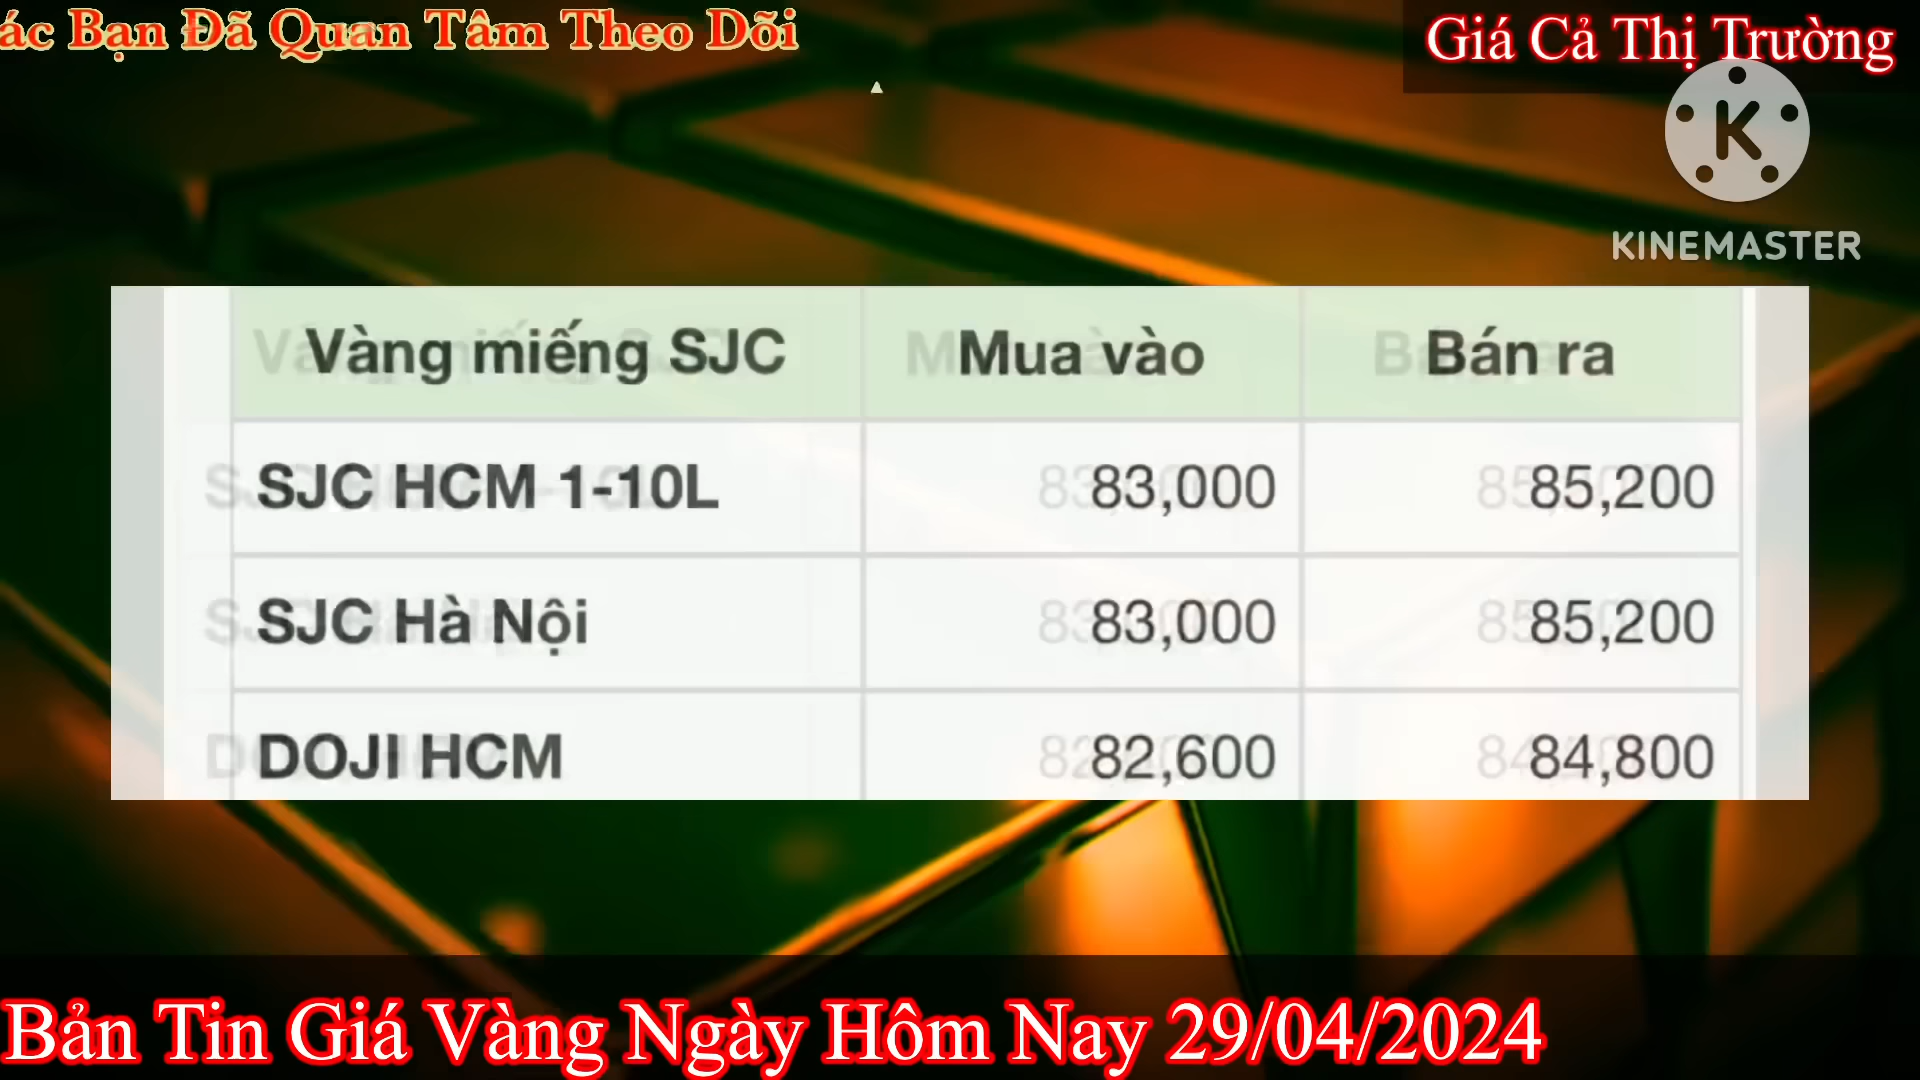 ác Bạn Đã Quan Tâm Theo Dõi
Giá Cả Thị Trường
K
KINEMASTER
Vàng miếng SJC Mua vào Bán ra
SJC HCM 1-10L 83,000 85,200
SJC Hà Nội 83,000 85,200
DOJI HCM 82,600 84,800
Bản Tin Giá Vàng Ngày Hôm Nay 29/04/2024